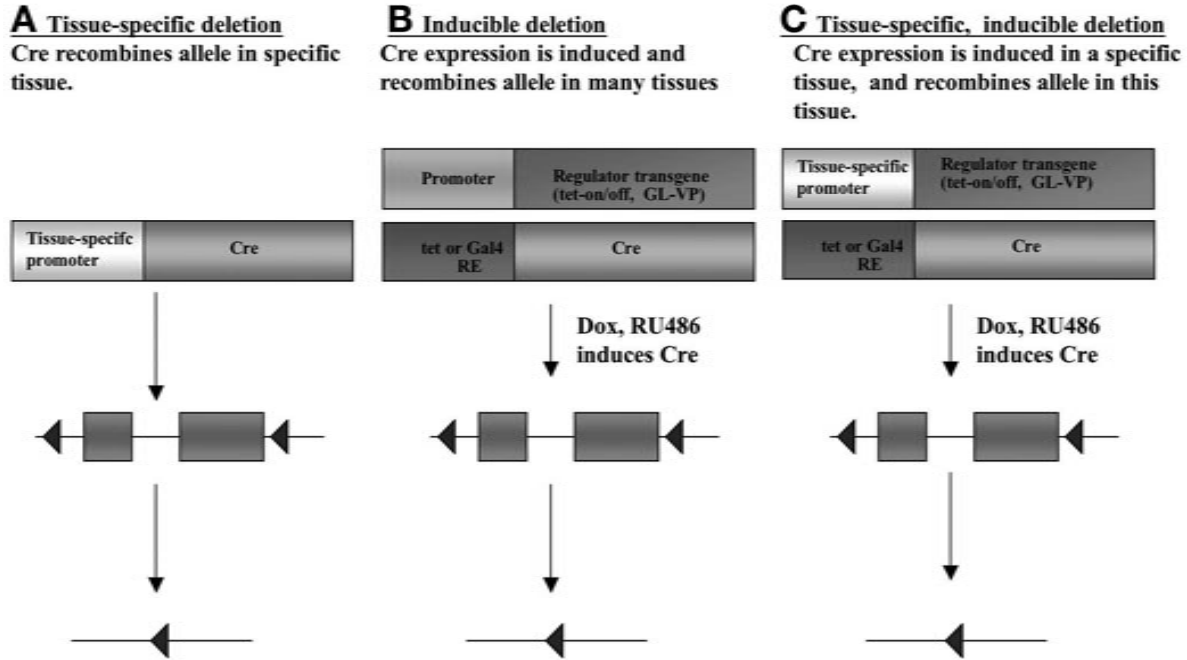 A Tissue-specific deletion
Cre recombines allele in specific
tissue.
Tissue-specifc
promoter
Cre
B Inducible deletion
Cre expression is induced and
recombines allele in many tissues
Promoter
Regulator transgene
(tet-on/off, GL-VP)
tet or Gal4
RE
Cre
Dox, RU486
induces Cre
C Tissue-specific, inducible deletion
Cre expression is induced in a specific
tissue, and recombines allele in this
tissue.
Tissue-specific
promoter
Regulator transgene
(tet-on/off, GL-VP)
tet or Gal4
RE
Cre
Dox, RU486
induces Cre